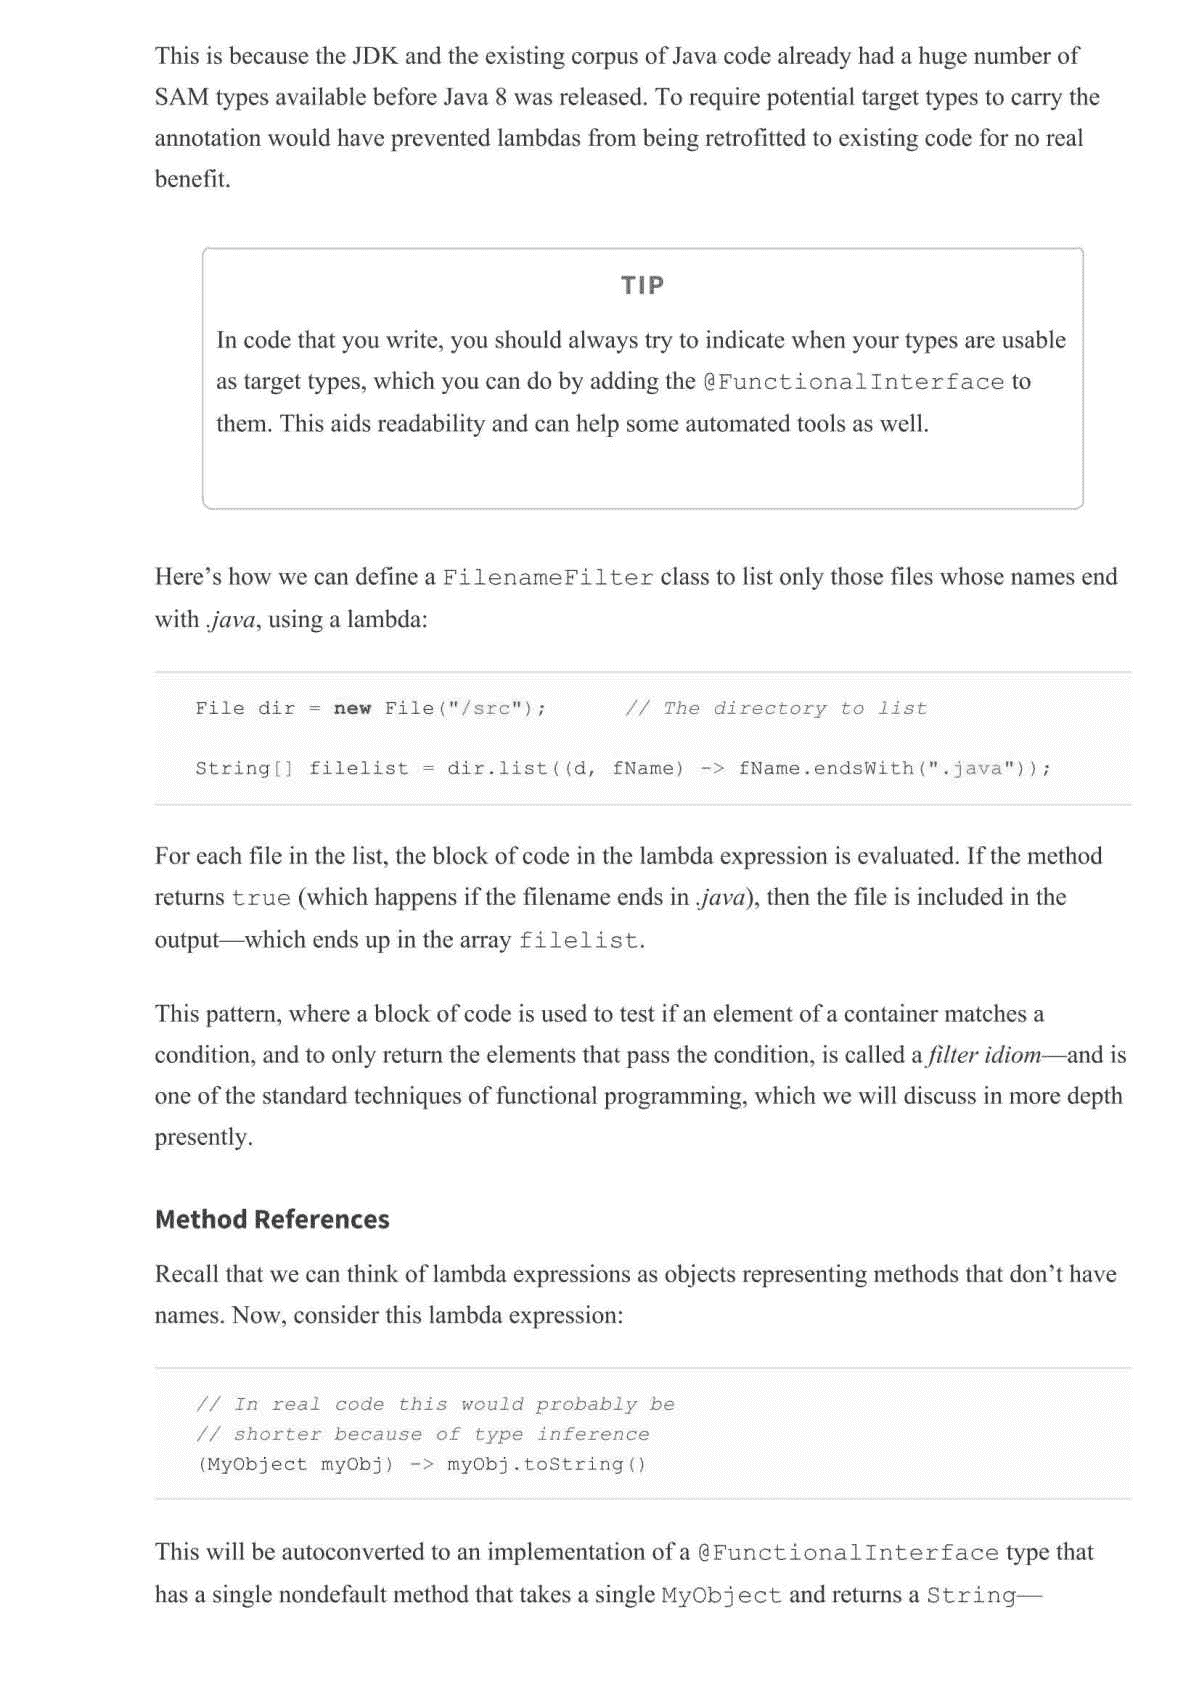 This is because the JDK and the existing corpus of Java code already had a huge number of
SAM types available before Java 8 was released. To require potential target types to carry the
annotation would have prevented lambdas from being retrofitted to existing code for no real
benefit.
TIP
In code that you write, you should always try to indicate when your types are usable
as target types, which you can do by adding the @FunctionalInterface to
them. This aids readability and can help some automated tools as well.
Here’s how we can define a FilenameFilter class to list only those files whose names end
with .java, using a lambda:
File dir = new File("/src");      // The directory to list
String[] filelist = dir.list((d, fName) -> fName.endsWith(".java"));
For each file in the list, the block of code in the lambda expression is evaluated. If the method
returns true (which happens if the filename ends in .java), then the file is included in the
output—which ends up in the array filelist.
This pattern, where a block of code is used to test if an element of a container matches a
condition, and to only return the elements that pass the condition, is called a filter idiom—and is
one of the standard techniques of functional programming, which we will discuss in more depth
presently.
Method References
Recall that we can think of lambda expressions as objects representing methods that don’t have
names. Now, consider this lambda expression:
// In real code this would probably be
// shorter because of type inference
(MyObject myObj) -> myObj.toString()
This will be autoconverted to an implementation of a @FunctionalInterface type that
has a single nondefault method that takes a single MyObject and returns a String—